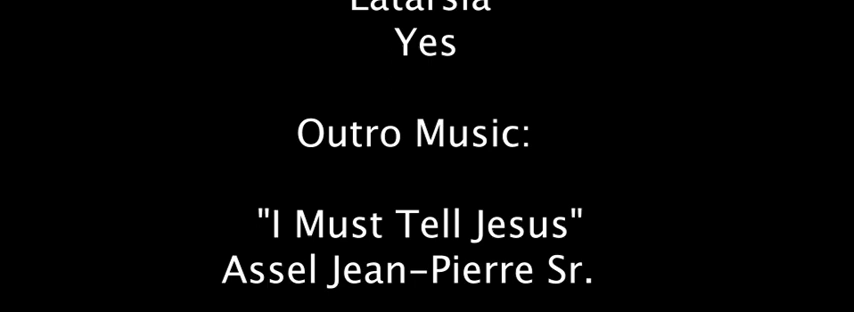 Yes
Outro Music:
"I Must Tell Jesus"
Assel Jean-Pierre Sr.